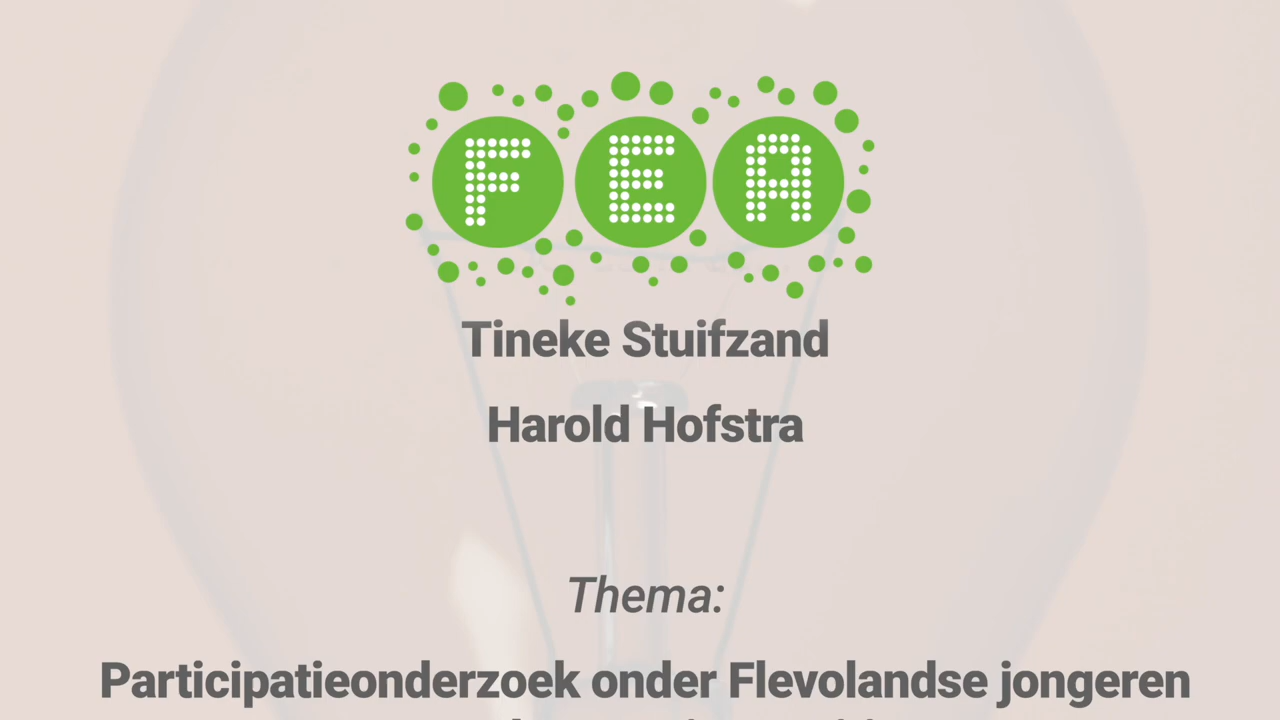 FEA
Tineke Stuifzand
Harold Hofstra
Thema:
Participatieonderzoek onder Flevolandse jongeren